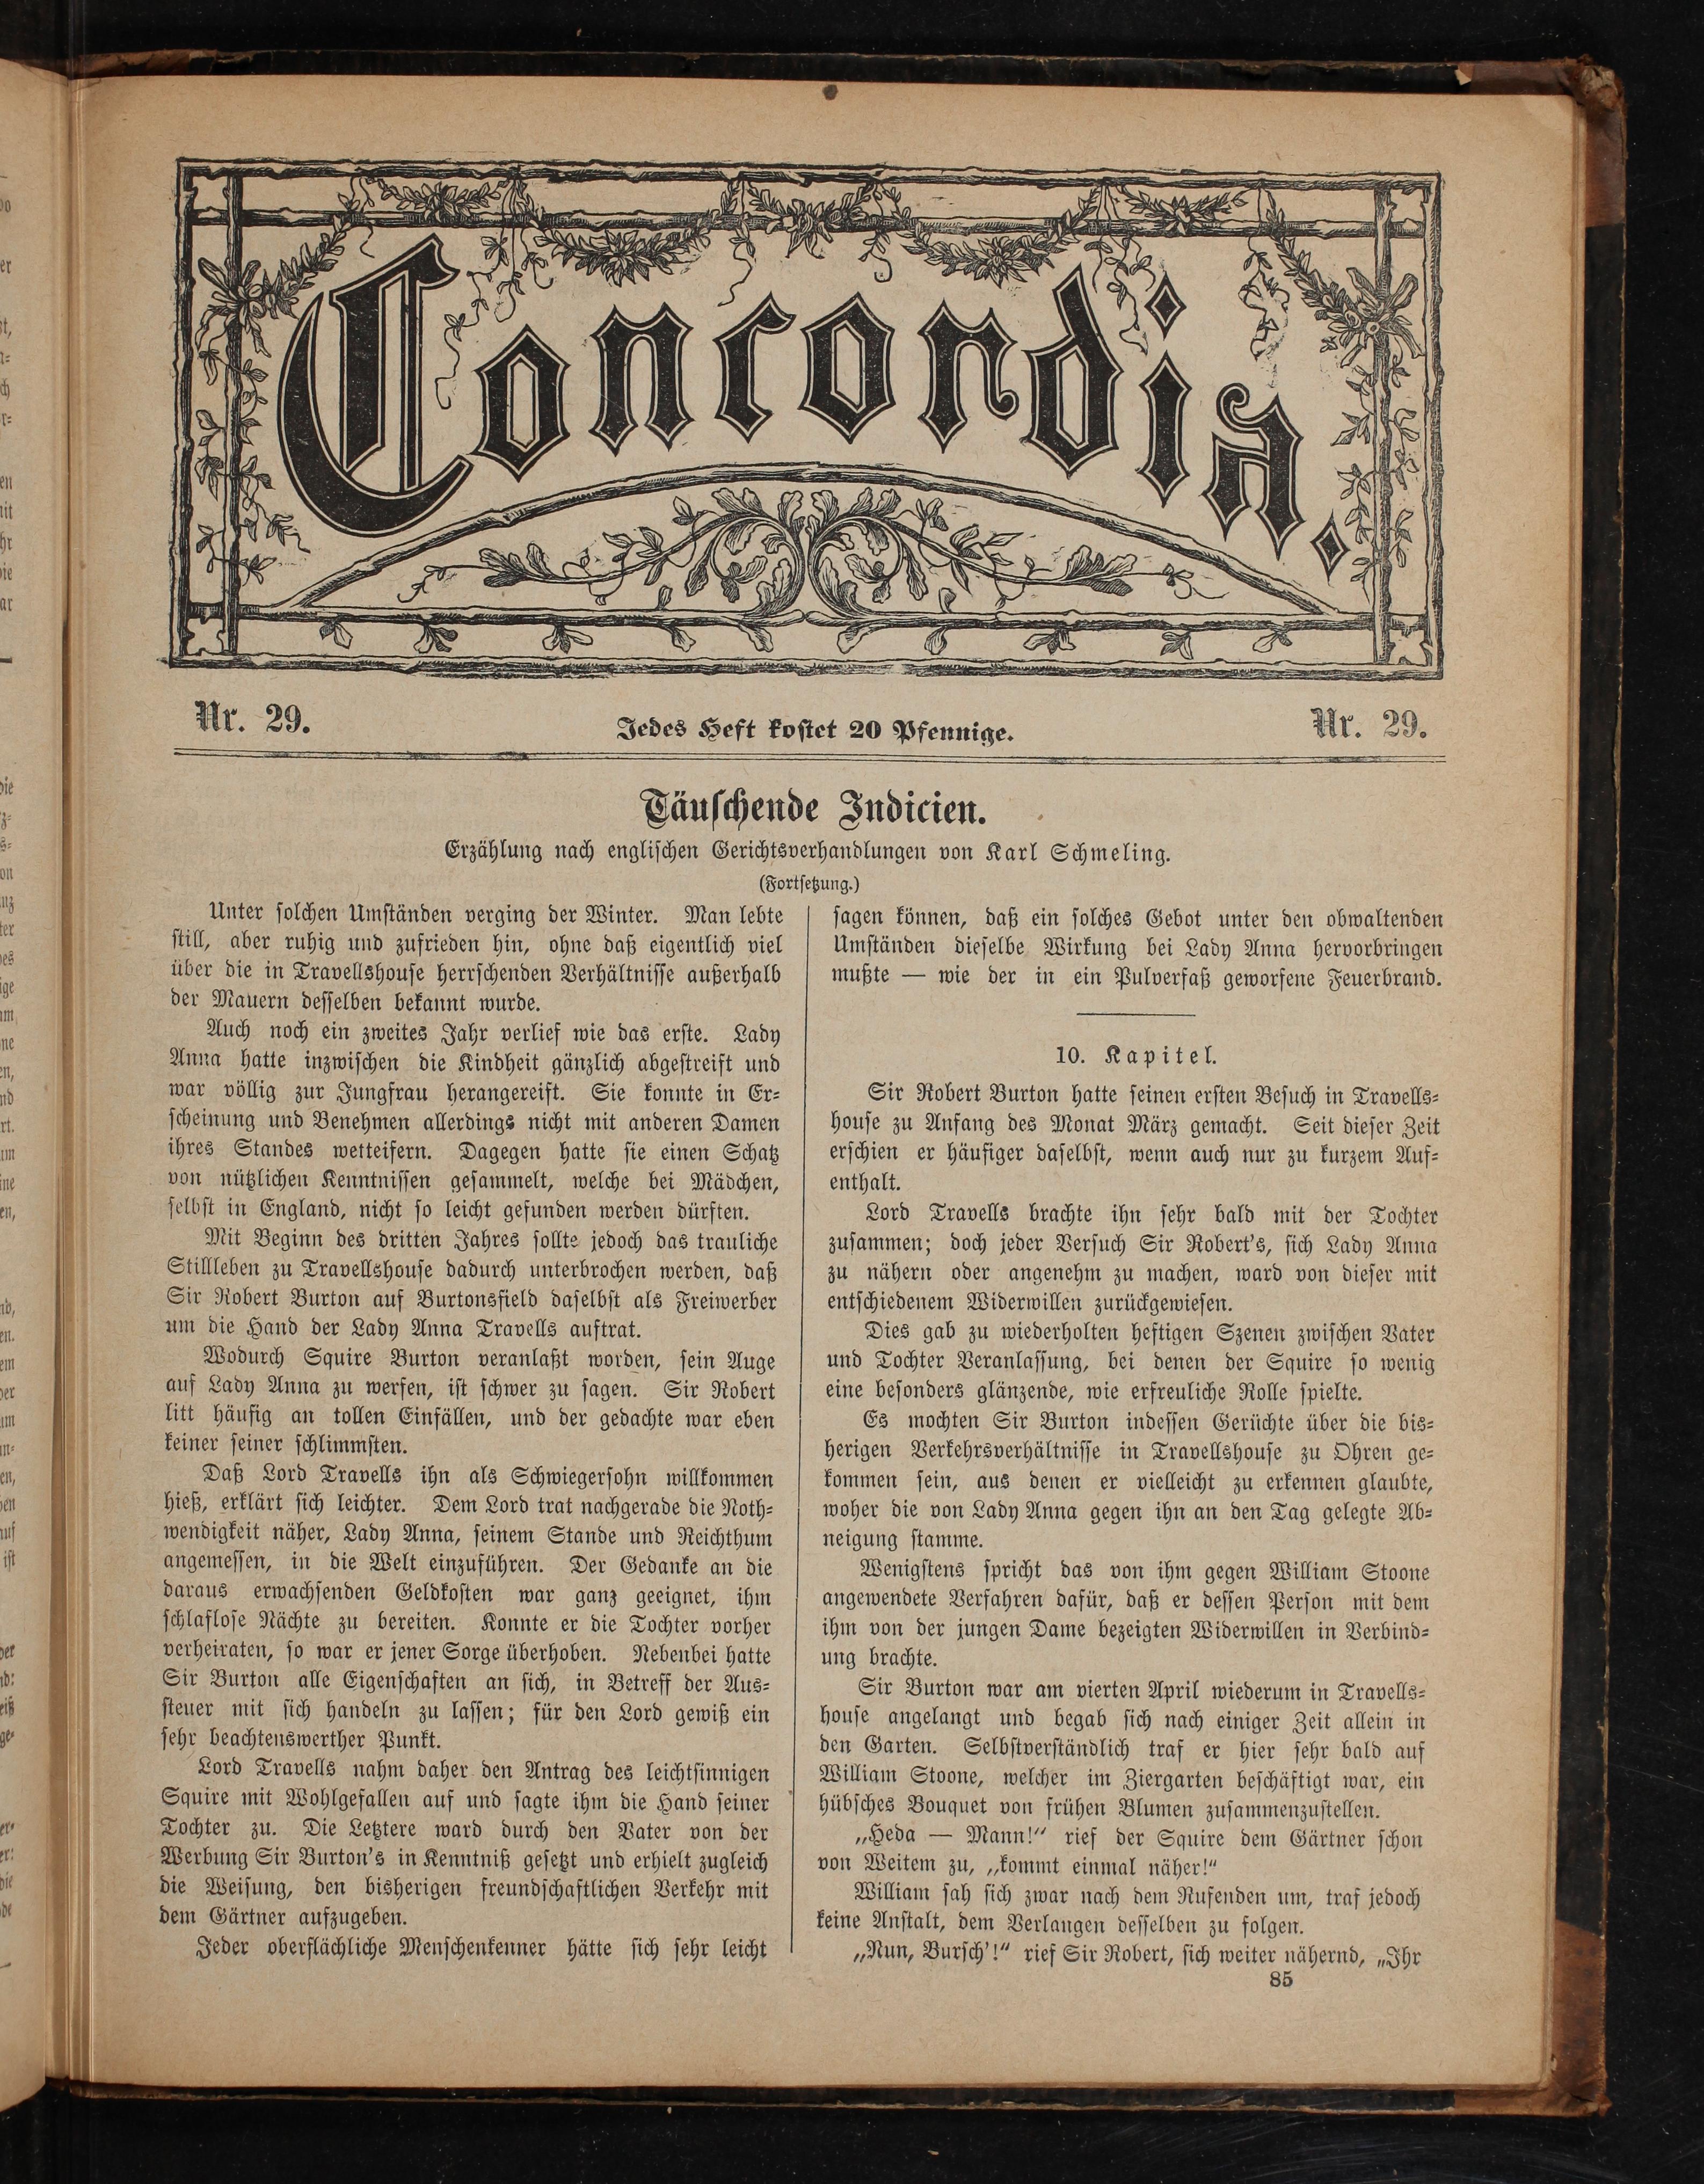 Concordia.
Nr. 29.
Jedes Heft kostet 20 Pfennige.
Nr. 29.
Täuschende Indicien.
Erzählung nach englischen Gerichtsverhandlungen von Karl Schmeling.
(Fortsetzung.)
Unter solchen Umständen verging der Winter. Man lebte
still, aber ruhig und zufrieden hin, ohne daß eigentlich viel
über die in Travellshouse herrschenden Verhältnisse außerhalb
der Mauern desselben bekannt wurde.
Auch noch ein zweites Jahr verlief wie das erste. Lady
Anna hatte inzwischen die Kindheit gänzlich abgestreift und
war völlig zur Jungfrau herangereift. Sie konnte in Er-
scheinung und Benehmen allerdings nicht mit anderen Damen
ihres Standes wetteifern. Dagegen hatte sie einen Schatz
von nützlichen Kenntnissen gesammelt, welche bei Mädchen,
selbst in England, nicht so leicht gefunden werden dürften.
Mit Beginn des dritten Jahres sollte jedoch das trauliche
Stillleben zu Travellshouse dadurch unterbrochen werden, daß
Sir Robert Burton auf Burtonsfield daselbst als Freiwerber
um die Hand der Lady Anna Travells auftrat.
Wodurch Squire Burton veranlaßt worden, sein Auge
auf Lady Anna zu werfen, ist schwer zu sagen. Sir Robert
litt häufig an tollen Einfällen, und der gedachte war eben
keiner seiner schlimmsten.
Daß Lord Travells ihn als Schwiegersohn willkommen
hieß, erklärt sich leichter. Dem Lord trat nachgerade die Noth-
wendigkeit näher, Lady Anna, seinem Stande und Reichthum
angemessen, in die Welt einzuführen. Der Gedanke an die
daraus erwachsenden Geldkosten war ganz geeignet, ihm
schlaflose Nächte zu bereiten. Konnte er die Tochter vorher
verheiraten, so war er jener Sorge überhoben. Nebenbei hatte
Sir Burton alle Eigenschaften an sich, in Betreff der Aus-
steuer mit sich handeln zu lassen; für den Lord gewiß ein
sehr beachtenswerther Punkt.
Lord Travells nahm daher den Antrag des leichtsinnigen
Squire mit Wohlgefallen auf und sagte ihm die Hand seiner
Tochter zu. Die Letztere ward durch den Vater von der
Werbung Sir Burton's in Kenntniß gesetzt und erhielt zugleich
die Weisung, den bisherigen freundschaftlichen Verkehr mit
dem Gärtner aufzugeben.
Jeder oberflächliche Menschenkenner hätte sich sehr leicht
sagen können, daß ein solches Gebot unter den obwaltenden
Umständen dieselbe Wirkung bei Lady Anna hervorbringen
mußte — wie der in ein Pulverfaß geworfene Feuerbrand.
10. Kapitel.
Sir Robert Burton hatte seinen ersten Besuch in Travells-
house zu Anfang des Monat März gemacht. Seit dieser Zeit
erschien er häufiger daselbst, wenn auch nur zu kurzem Auf-
enthalt.
Lord Travells brachte ihn sehr bald mit der Tochter
zusammen; doch jeder Versuch Sir Robert's, sich Lady Anna
zu nähern oder angenehm zu machen, ward von dieser mit
entschiedenem Widerwillen zurückgewiesen.
Dies gab zu wiederholten heftigen Szenen zwischen Vater
und Tochter Veranlassung, bei denen der Squire so wenig
eine besonders glänzende, wie erfreuliche Rolle spielte.
Es mochten Sir Burton indessen Gerüchte über die bis-
herigen Verkehrsverhältnisse in Travellshouse zu Ohren ge-
kommen sein, aus denen er vielleicht zu erkennen glaubte,
woher die von Lady Anna gegen ihn an den Tag gelegte Ab-
neigung stamme.
Wenigstens spricht das von ihm gegen William Stoone
angewendete Verfahren dafür, daß er dessen Person mit dem
ihm von der jungen Dame bezeigten Widerwillen in Verbind-
ung brachte.
Sir Burton war am vierten April wiederum in Travells-
house angelangt und begab sich nach einiger Zeit allein in
den Garten. Selbstverständlich traf er hier sehr bald auf
William Stoone, welcher im Ziergarten beschäftigt war, ein
hübsches Bouquet von frühen Blumen zusammenzustellen.
„Heda — Mann!“ rief der Squire dem Gärtner schon
von Weitem zu, „kommt einmal näher!“
William sah sich zwar nach dem Rufenden um, traf jedoch
keine Anstalt, dem Verlangen desselben zu folgen.
„Nun, Bursch'!“ rief Sir Robert, sich weiter nähernd, „Ihr
85